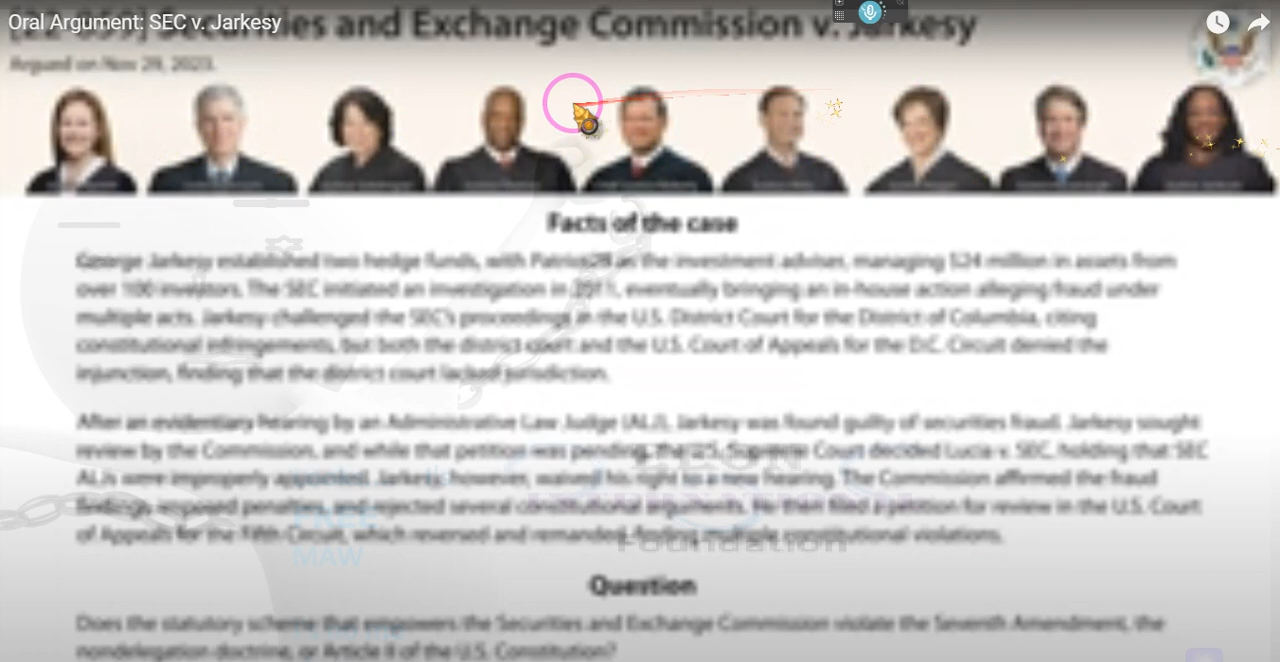 Oral Argument: SEC v. Jarkesy
Securities and Exchange Commission v. Jarkesy
Argued on Nov 29, 2023.
Facts of the case
George Jarkesy established two hedge funds, with Patriot28 as the investment adviser, managing $24 million in assets from
over 100 investors. The SEC initiated an investigation in 2011, eventually bringing an in-house action alleging fraud under
multiple acts. Jarkesy challenged the SEC's proceedings in the U.S. District Court for the District of Columbia, citing
constitutional infringements, but both the district court and the U.S. Court of Appeals for the D.C. Circuit denied the
injunction, finding that the district court lacked jurisdiction.
After an evidentiary hearing by an Administrative Law Judge (ALJ), Jarkesy was found guilty of securities fraud. Jarkesy sought
review by the Commission, and while that petition was pending, the U.S. Supreme Court decided Lucia v. SEC, holding that SEC
ALJs were improperly appointed. Jarkesy, however, waived his right to a new hearing. The Commission affirmed the fraud
findings, imposed penalties, and rejected several constitutional arguments. He then filed a petition for review in the U.S. Court
of Appeals for the Fifth Circuit, which reversed and remanded, finding multiple constitutional violations.
FREE
Foundation
MAW
Question
Does the statutory scheme that empowers the Securities and Exchange Commission violate the Seventh Amendment, the
nondelegation doctrine, or Article II of the U.S. Constitution?